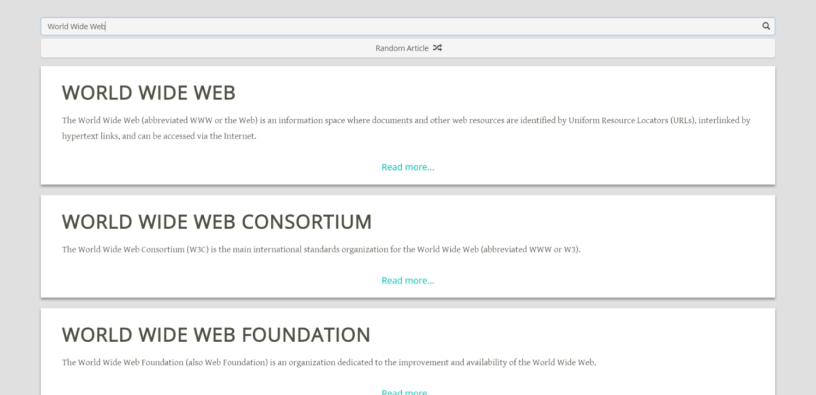 World Wide Web
Random Article
WORLD WIDE WEB
The World Wide Web (abbreviated WWW or the Web) is an information space where documents and other web resources are identified by Uniform Resource Locators (URLs), interlinked by
hypertext links, and can be accessed via the Internet.
Read more...
WORLD WIDE WEB CONSORTIUM
The World Wide Web Consortium (W3C) is the main international standards organization for the World Wide Web (abbreviated WWW or W3).
Read more...
WORLD WIDE WEB FOUNDATION
The World Wide Web Foundation (also Web Foundation) is an organization dedicated to the improvement and availability of the World Wide Web.
Read more